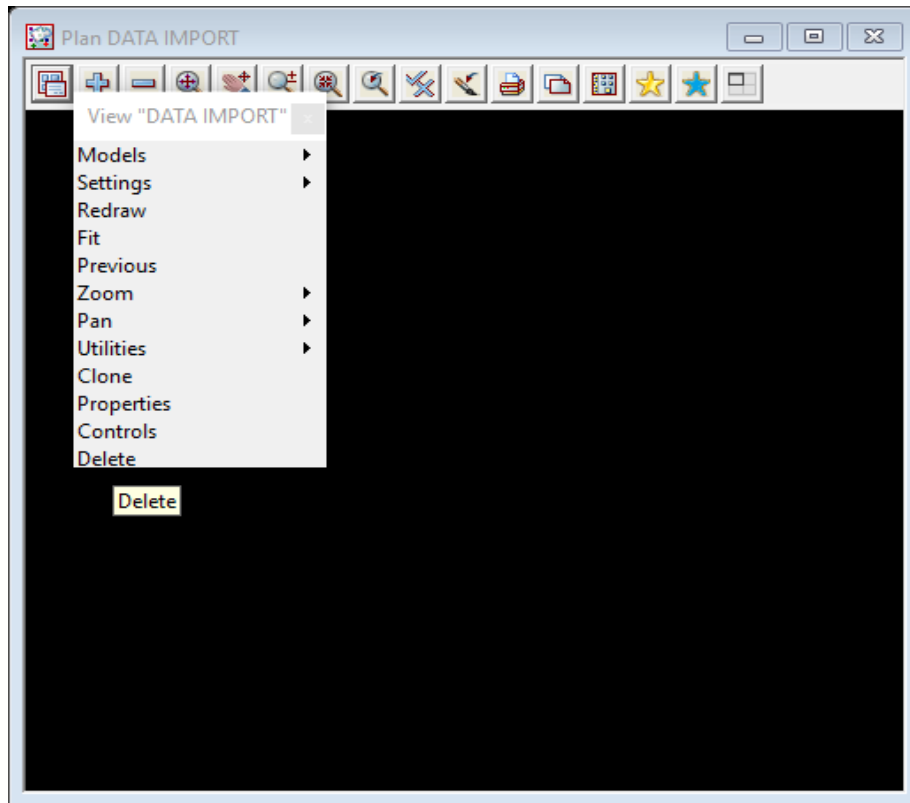 Plan DATA IMPORT
View "DATA IMPORT"
Models
Settings
Redraw
Fit
Previous
Zoom
Pan
Utilities
Clone
Properties
Controls
Delete
Delete